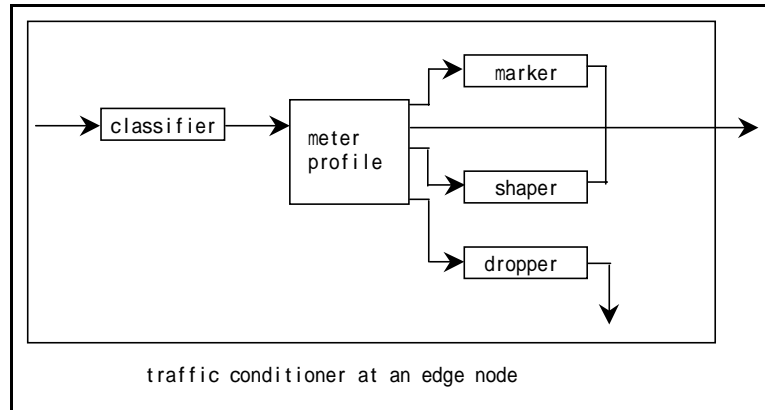 marker
classifier
meter
profile
shaper
dropper
traffic conditioner at an edge node